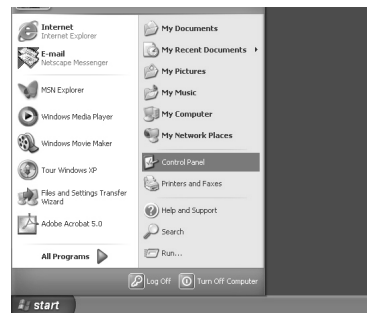 Internet
Internet Explorer
E-mail
Netscape Messenger
MSN Explorer
Windows Media Player
Windows Movie Maker
Tour Windows XP
Files and Settings Transfer
Wizard
Adobe Acrobat 5.0
All Programs
My Documents
My Recent Documents
My Pictures
My Music
My Computer
My Network Places
Control Panel
Printers and Faxes
Help and Support
Search
Run...
Log Off
Turn Off Computer
start